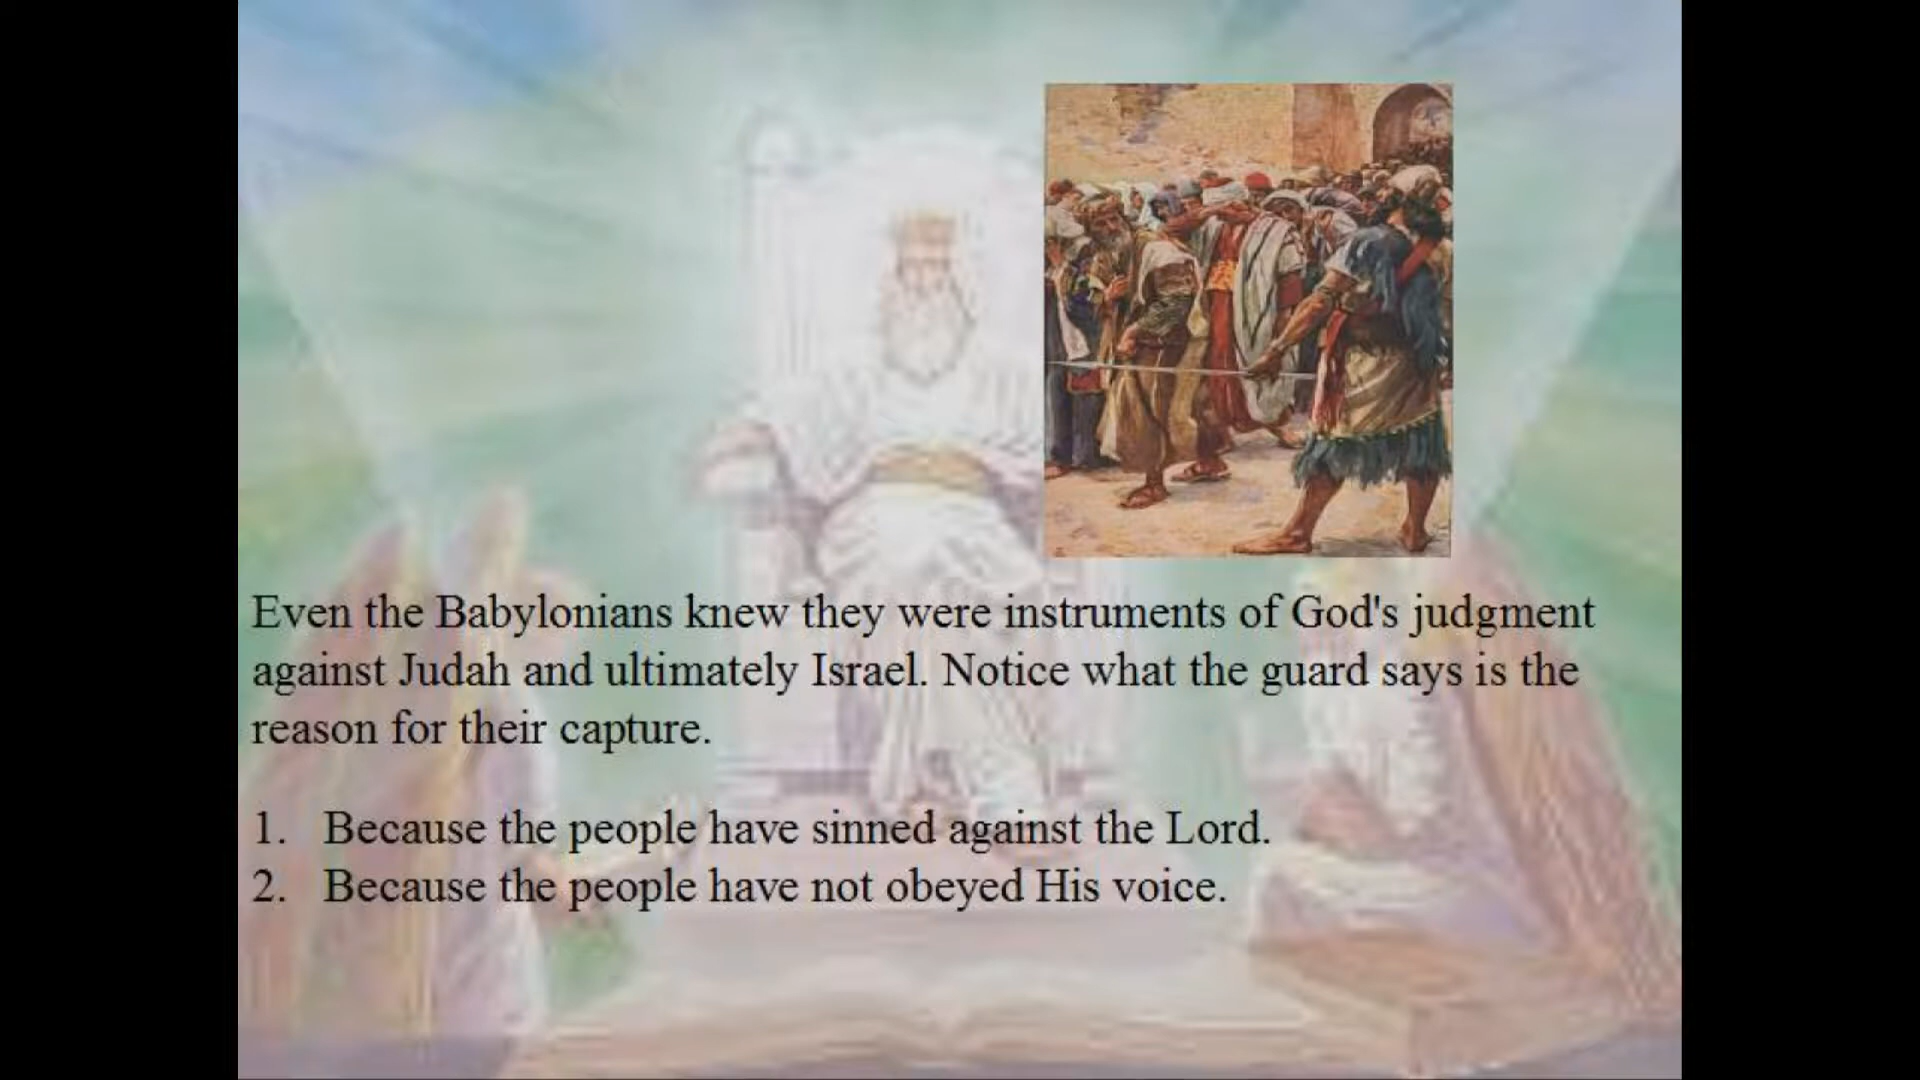 Even the Babylonians knew they were instruments of God's judgment
against Judah and ultimately Israel. Notice what the guard says is the
reason for their capture.
1. Because the people have sinned against the Lord.
2. Because the people have not obeyed His voice.